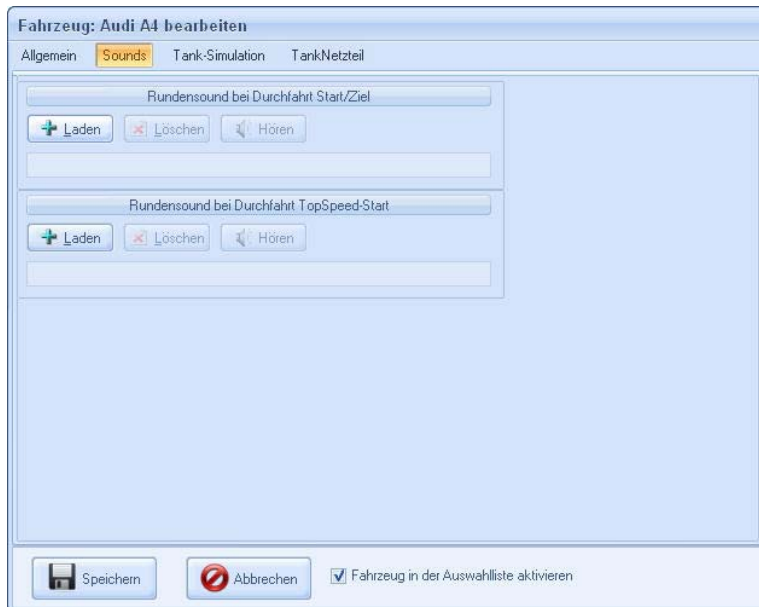 Fahrzeug: Audi A4 bearbeiten
Allgemein Sounds Tank-Simulation TankNetzteil
Rundensound bei Durchfahrt Start/Ziel
Laden Löschen Hören
Rundensound bei Durchfahrt TopSpeed-Start
Laden Löschen Hören
Speichern Abbrechen Fahrzeug in der Auswahlliste aktivieren